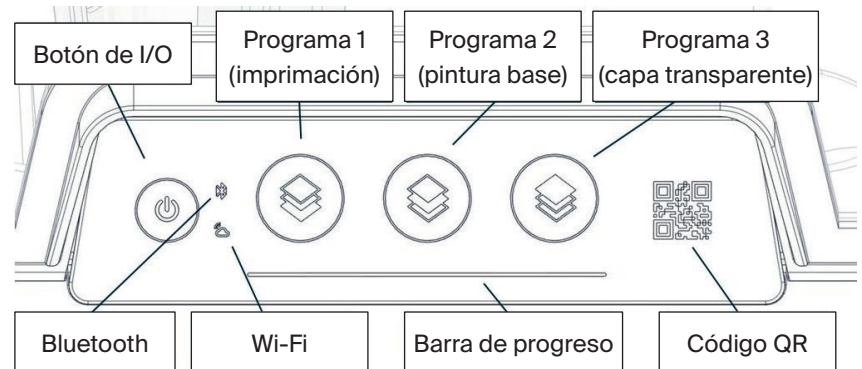 Botón de I/O
Programa 1
(imprimación)
Programa 2
(pintura base)
Programa 3
(capa transparente)
Bluetooth
Wi-Fi
Barra de progreso
Código QR